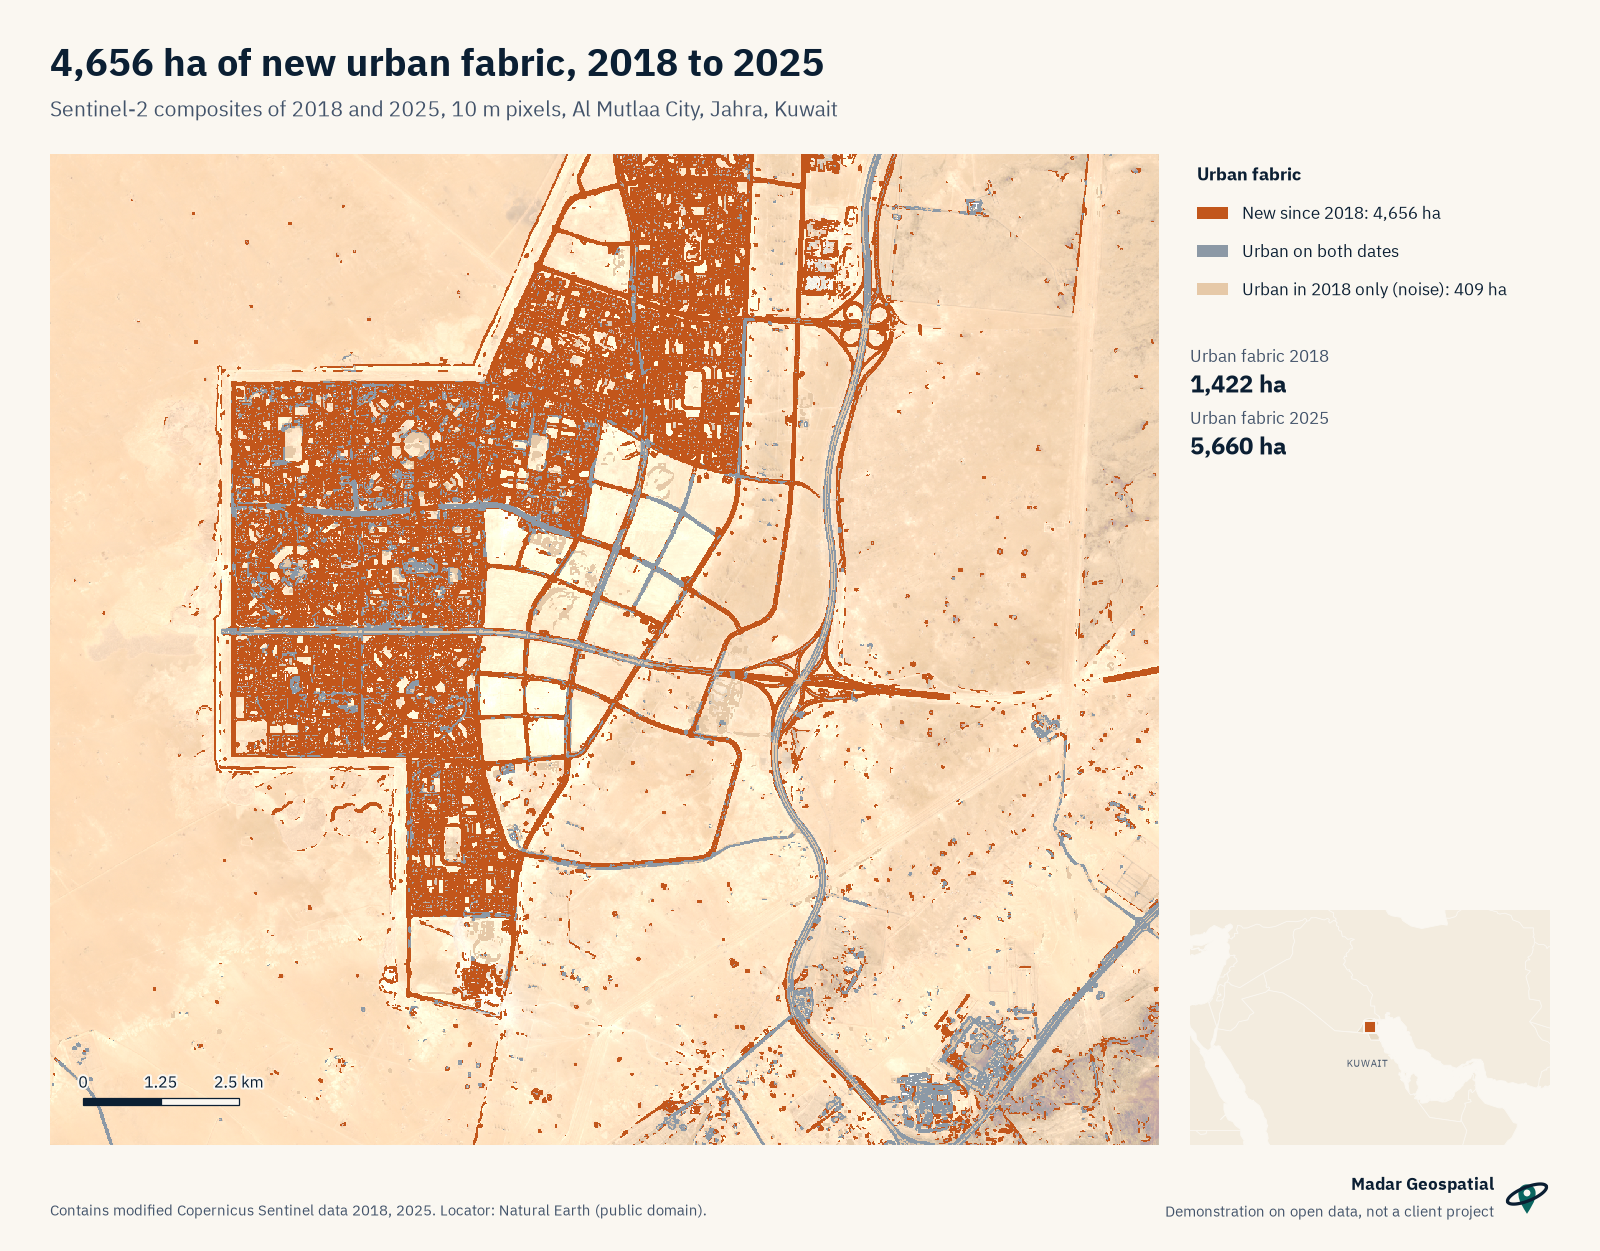 4,656 ha of new urban fabric, 2018 to 2025
Sentinel-2 composites of 2018 and 2025, 10 m pixels, Al Mutlaa City, Jahra, Kuwait
Urban fabric
New since 2018: 4,656 ha
Urban on both dates
Urban in 2018 only (noise): 409 ha
Urban fabric 2018
1,422 ha
Urban fabric 2025
5,660 ha
KUWAIT
0 1.25 2.5 km
Madar Geospatial
Contains modified Copernicus Sentinel data 2018, 2025. Locator: Natural Earth (public domain).
Demonstration on open data, not a client project